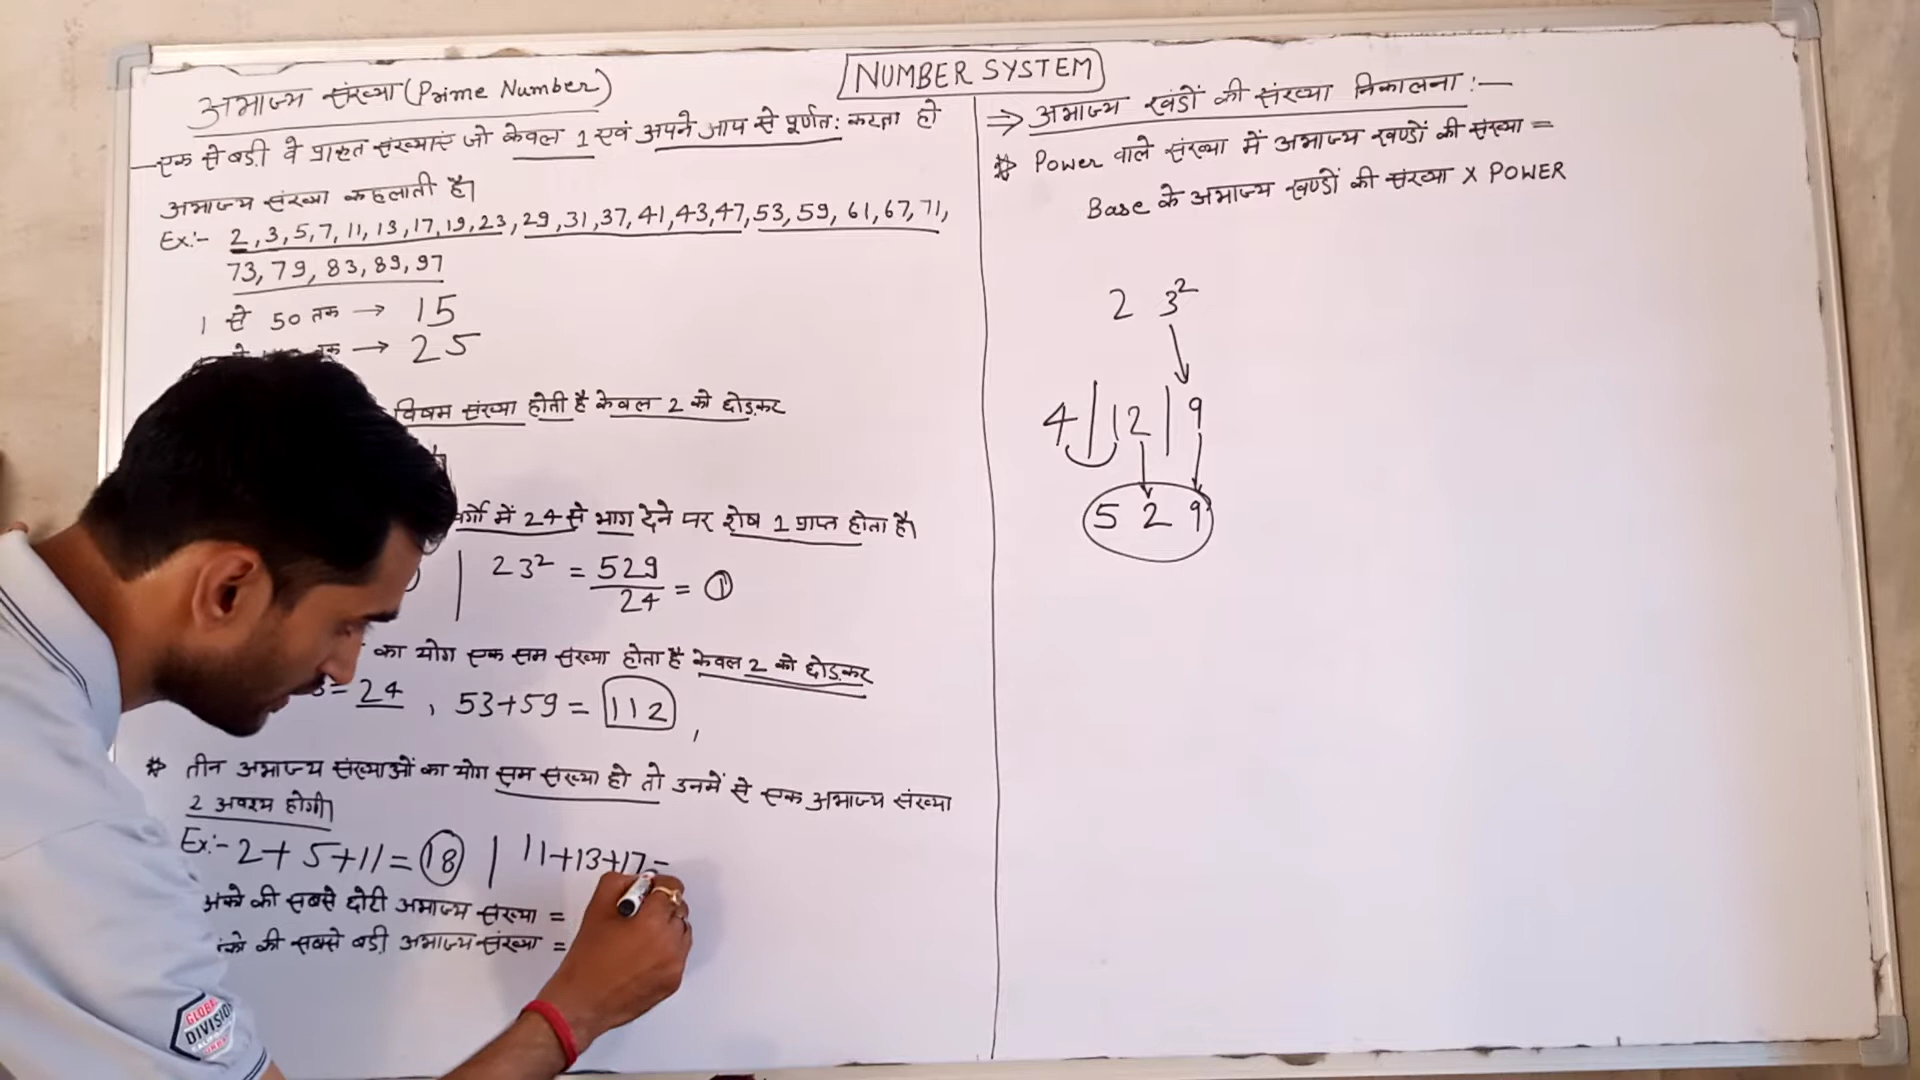 NUMBER SYSTEM
अभाज्य संख्या (Prime Number)
एक से बड़ी वे प्राकृत संख्याएं जो केवल 1 एवं अपने आप से पूर्णत: करता हो
अभाज्य संख्या कहलाती है।
Ex:- 2, 3, 5, 7, 11, 13, 17, 19, 23, 29, 31, 37, 41, 43, 47, 53, 59, 61, 67, 71,
73, 79, 83, 89, 97
1 से 50 तक → 15
तक → 25
विषम संख्या होती है केवल 2 को छोड़कर
वर्गो में 24 से भाग देने पर शेष 1 प्राप्त होता है।
| 23² = 529/24 = 1
का योग एक सम संख्या होता है केवल 2 को छोड़कर
3 = 24 , 53+59 = 112 ,
* तीन अभाज्य संख्याओं का योग सम संख्या हो तो उनमें से एक अभाज्य संख्या
2 अवश्य होगी।
Ex:- 2 + 5 + 11 = 18 | 11+13+17 =
अंको की सबसे छोटी अभाज्य संख्या =
की सबसे बड़ी अभाज्य संख्या =
GLOBAL
DIVISION
⇒ अभाज्य खंडों की संख्या निकालना :—
* Power वाले संख्या में अभाज्य खण्डों की संख्या =
Base के अभाज्य खण्डों की संख्या X POWER
2 3²
4 | 12 | 9
5 2 9